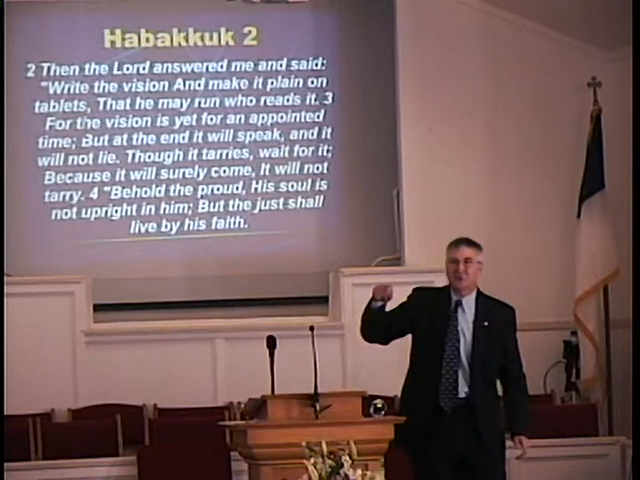 Habakkuk 2
2 Then the Lord answered me and said:
"Write the vision And make it plain on
tablets, That he may run who reads it. 3
For the vision is yet for an appointed
time; But at the end it will speak, and it
will not lie. Though it tarries, wait for it;
Because it will surely come, It will not
tarry. 4 "Behold the proud, His soul is
not upright in him; But the just shall
live by his faith.